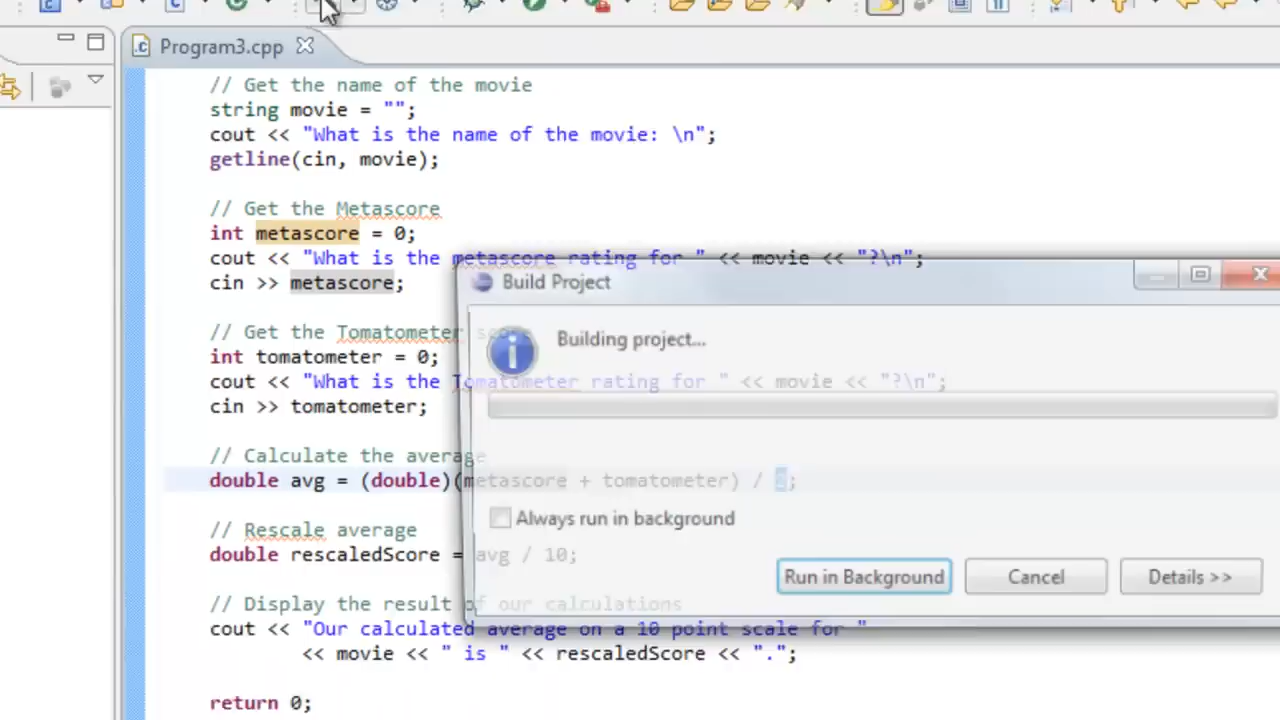 Program3.cpp
// Get the name of the movie
string movie = "";
cout << "What is the name of the movie: \n";
getline(cin, movie);
// Get the Metascore
int metascore = 0;
cout << "What is the metascore rating for " << movie << "?\n";
cin >> metascore;
// Get the Tomatometer score
int tomatometer = 0;
cout << "What is the Tomatometer rating for " << movie << "?\n";
cin >> tomatometer;
// Calculate the average
double avg = (double)(metascore + tomatometer) / ;
// Rescale average
double rescaledScore = avg / 10;
// Display the result of our calculations
cout << "Our calculated average on a 10 point scale for "
<< movie << " is " << rescaledScore << ".";
return 0;
Build Project
Building project...
Always run in background
Run in Background
Cancel
Details >>